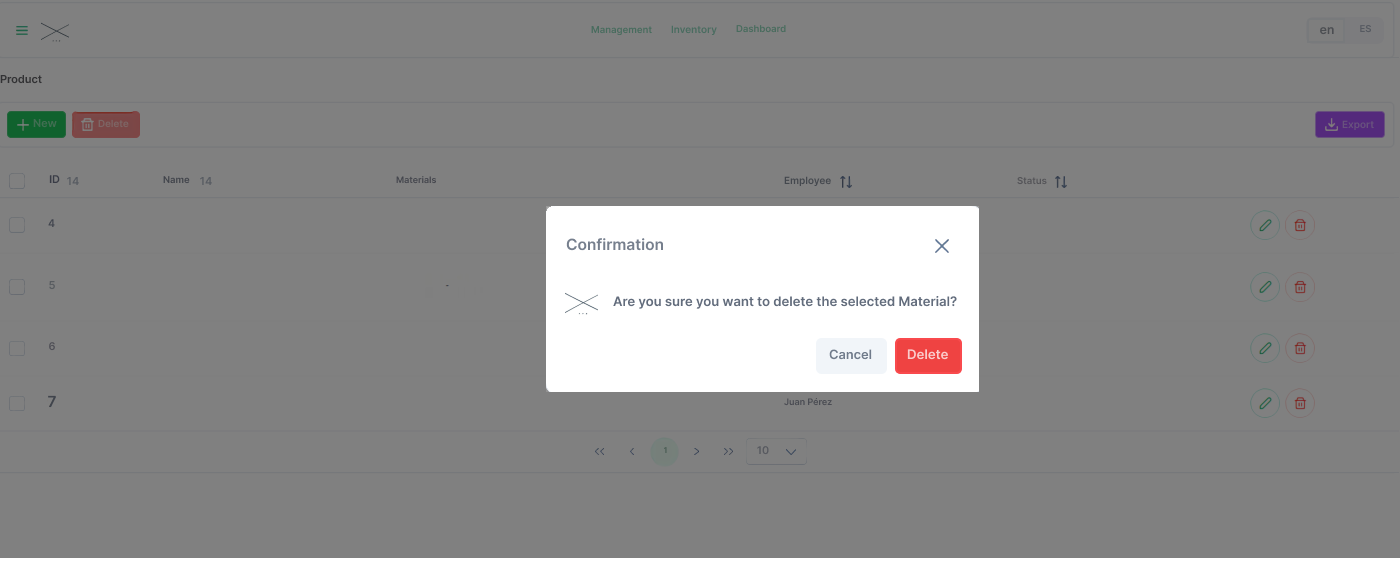 Management Inventory Dashboard en ES
Product
New Delete Export
ID 14 Name 14 Materials Employee Status
4
5 -
6
7 Juan Pérez
Confirmation
Are you sure you want to delete the selected Material?
Cancel Delete
<< < 1 > >> 10